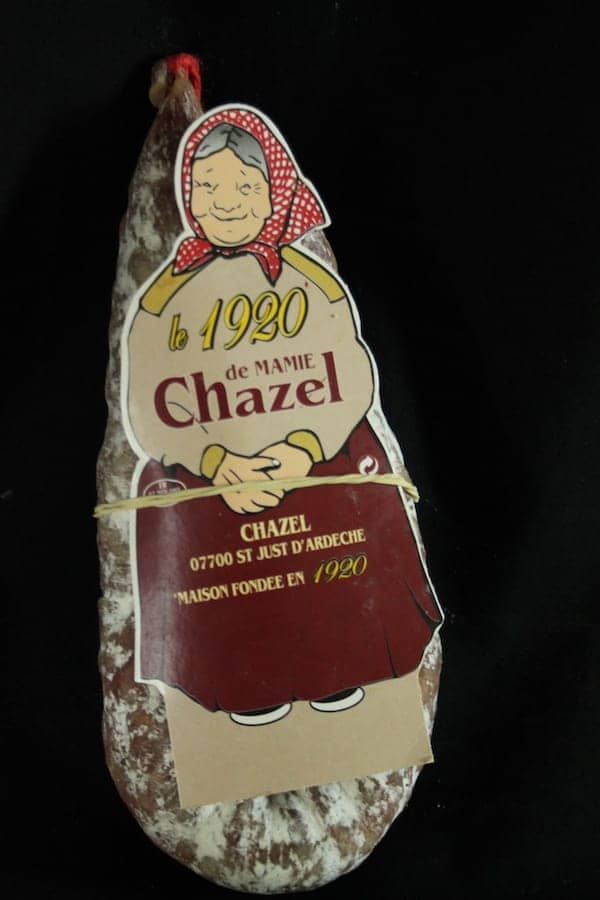 le 1920
de MAMIE
Chazel
CHAZEL
07700 ST JUST D'ARDECHE
"MAISON FONDEE EN 1920